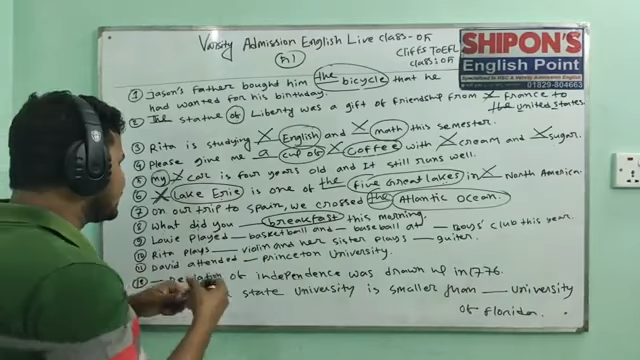 Varsity Admission English Live class-05
Cliffs TOEFL
class: 05
SHIPON'S
English Point
Specialized in HSC & Varsity Admission English
01829-804663
① Jason's Father bought him the bicycle that he
had wanted for his birthday.
② The statue of Liberty was a gift of Friendship from X France to the United States.
③ Rita is studying X English and X math this semester.
④ Please give me a cup of X Coffee with X cream and X sugar.
⑤ my X car is four years old and it still runs well.
⑥ X Lake Erie is one of the five Great lakes in X North America.
⑦ On our trip to Spain, we crossed the Atlantic Ocean.
⑧ What did you breakfast this morning.
⑨ Louie Played _ basketball and _ baseball at _ Boys' club this year.
⑩ Rita plays _ violin and her sister plays _ guiter.
⑪ David attended _ Princeton University.
⑫ of independence was drawn up in 1776.
state University is smaller than _ University
of Florida.